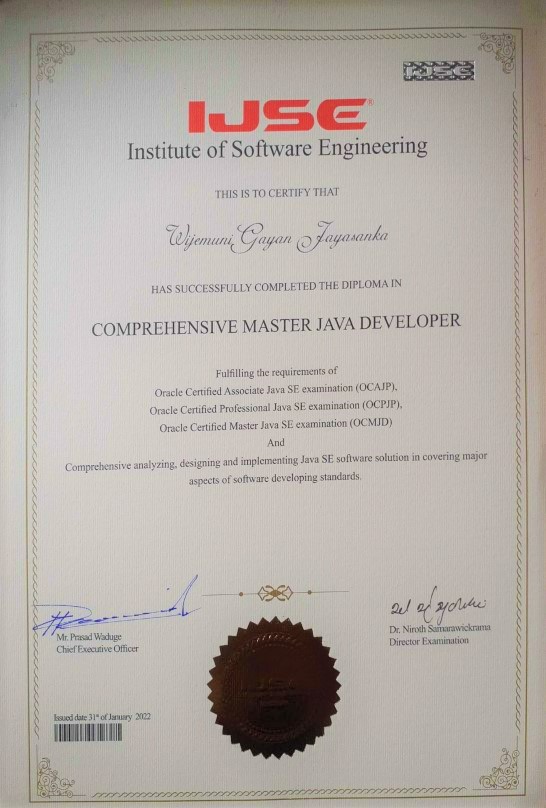 IJSE
IJSE®
Institute of Software Engineering
THIS IS TO CERTIFY THAT
Wijemuni Gayan Jayasanka
HAS SUCCESSFULLY COMPLETED THE DIPLOMA IN
COMPREHENSIVE MASTER JAVA DEVELOPER
Fulfilling the requirements of
Oracle Certified Associate Java SE examination (OCAJP),
Oracle Certified Professional Java SE examination (OCPJP),
Oracle Certified Master Java SE examination (OCMJD)
And
Comprehensive analyzing, designing and implementing Java SE software solution in covering major
aspects of software developing standards.
Mr. Prasad Waduge
Chief Executive Officer
Dr. Niroth Samarawickrama
Director Examination
IJSE
Issued date 31st of January 2022